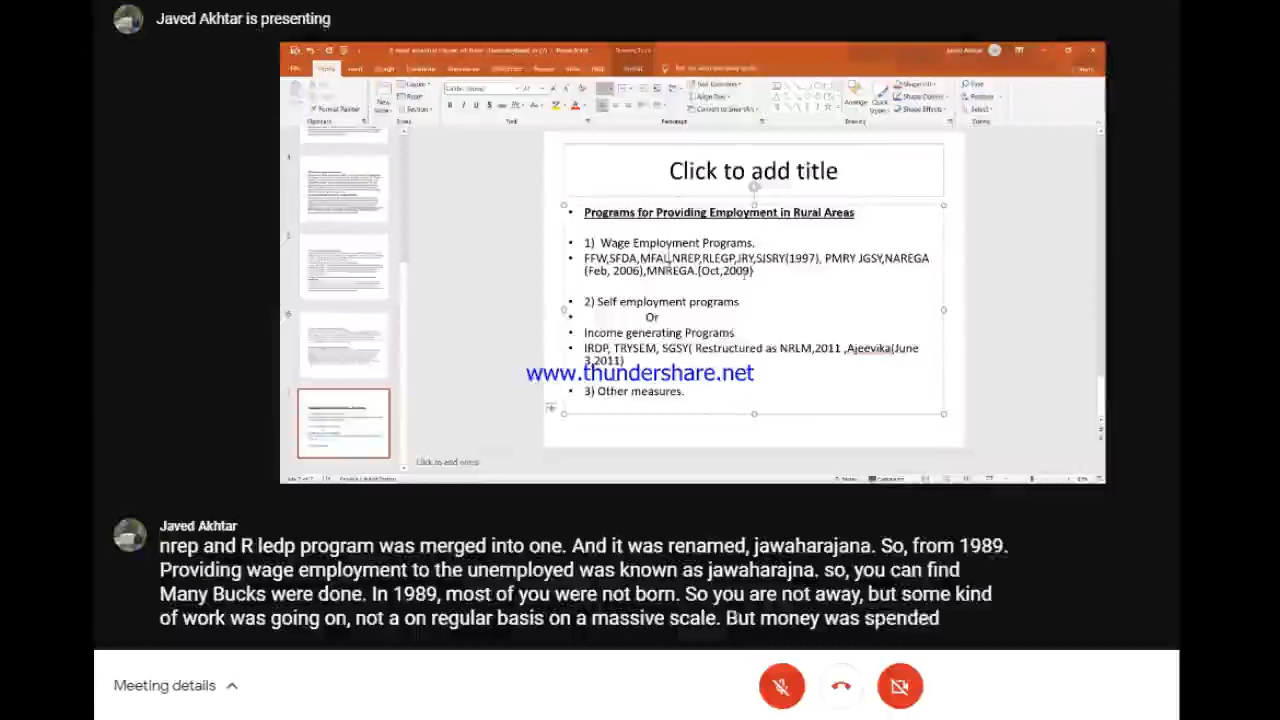 Javed Akhtar is presenting
Format Painter
New
Section
Font
Paragraph
Arrange
Click to add title
• Programs for Providing Employment in Rural Areas
• 1) Wage Employment Programs.
• FFW,SFDA,MFAL,NREP,RLEGP,JRY,SJSRY(1997), PMRY JGSY,NAREGA
(Feb, 2006),MNREGA.(Oct,2009)
• 2) Self employment programs
• Or
• Income generating Programs
• IRDP, TRYSEM, SGSY( Restructured as NRLM,2011 ,Ajeevika(June
3,2011)
www.thundershare.net
• 3) Other measures.
Click to add notes
Javed Akhtar
nrep and R ledp program was merged into one. And it was renamed, jawaharajana. So, from 1989.
Providing wage employment to the unemployed was known as jawaharajna. so, you can find
Many Bucks were done. In 1989, most of you were not born. So you are not away, but some kind
of work was going on, not a on regular basis on a massive scale. But money was spended
Meeting details